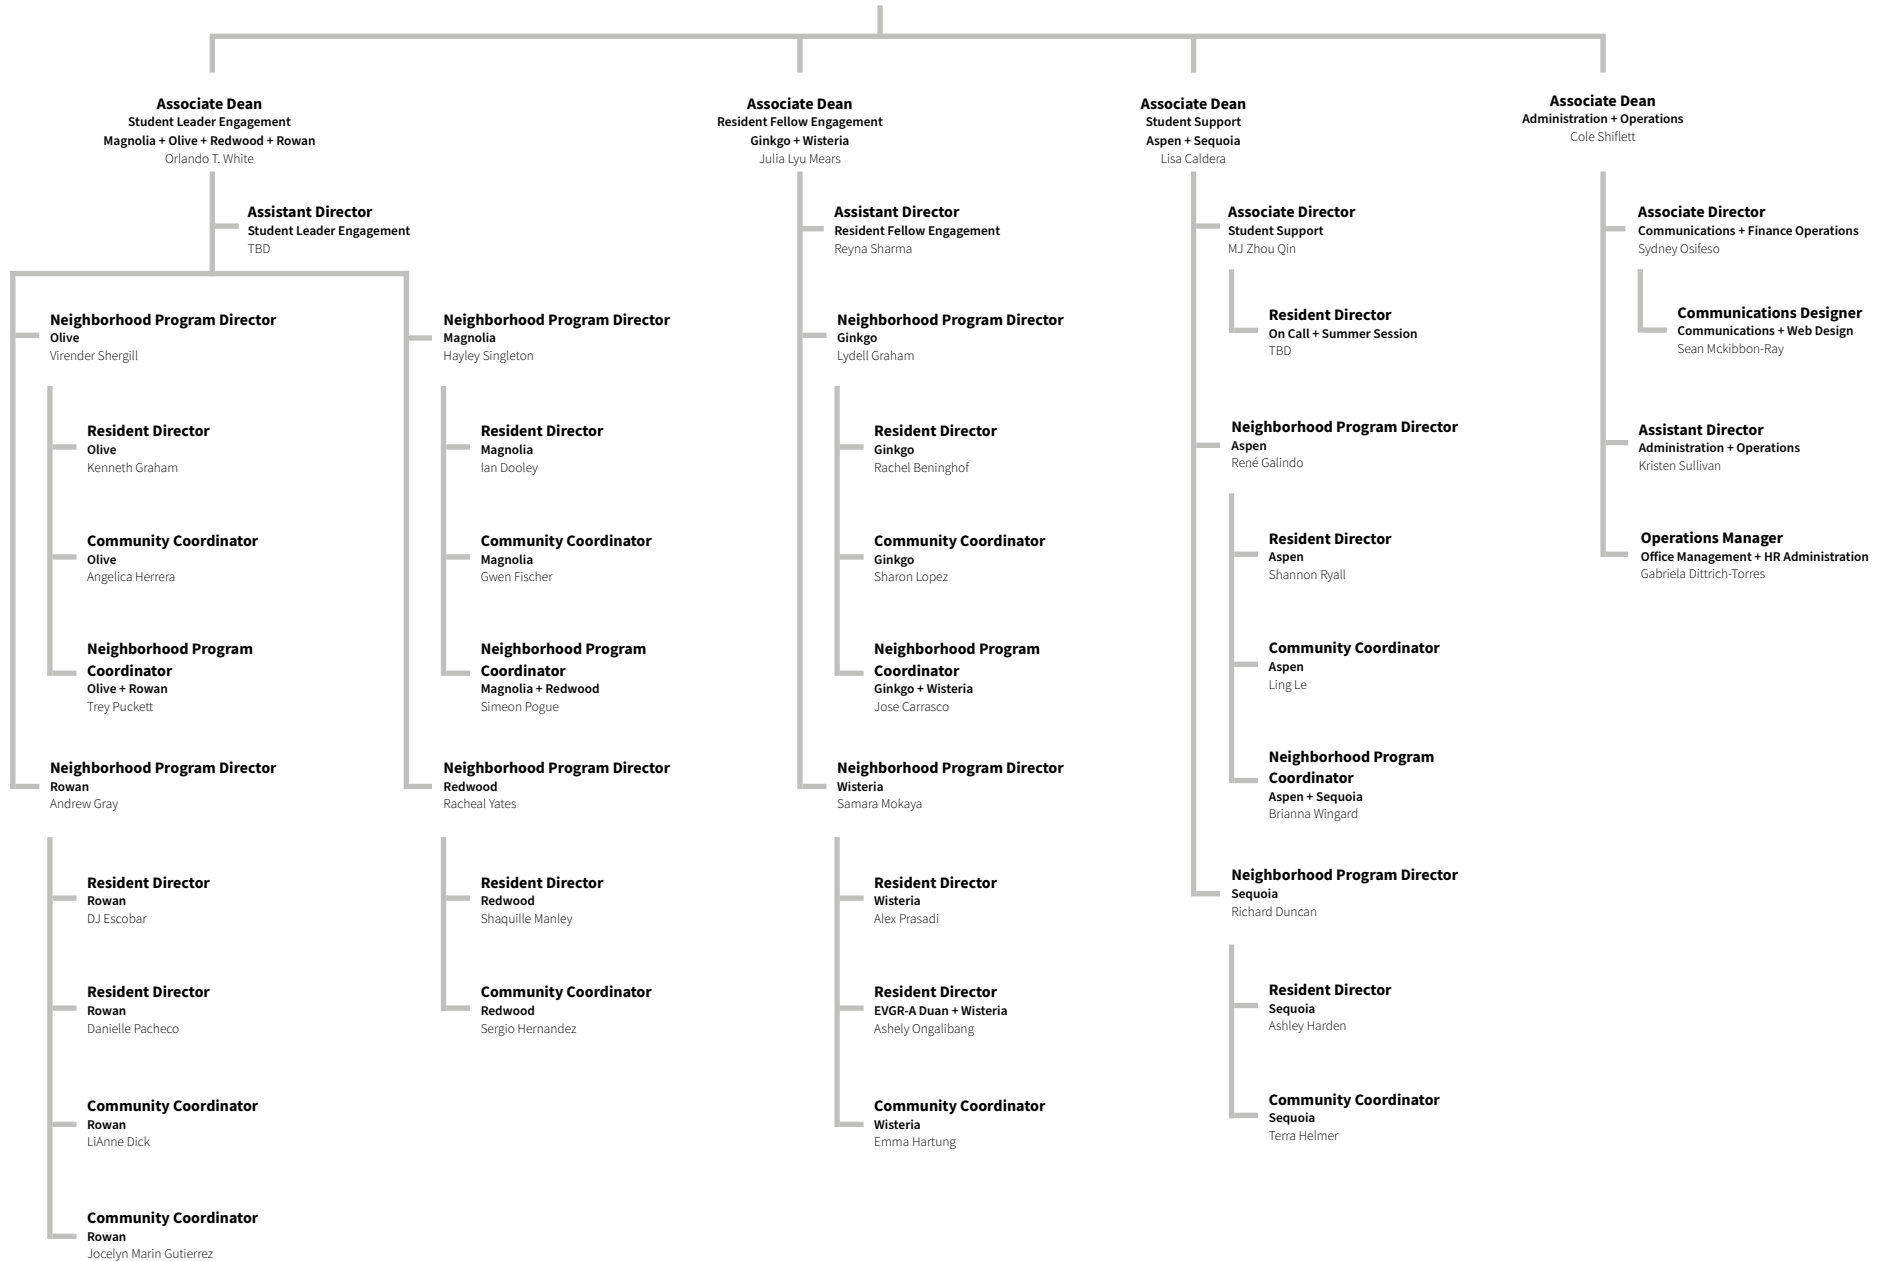 Associate Dean
Student Leader Engagement
Magnolia + Olive + Redwood + Rowan
Orlando T. White
Assistant Director
Student Leader Engagement
TBD
Neighborhood Program Director
Olive
Virender Shergill
Resident Director
Olive
Kenneth Graham
Community Coordinator
Olive
Angelica Herrera
Neighborhood Program
Coordinator
Olive + Rowan
Trey Puckett
Neighborhood Program Director
Rowan
Andrew Gray
Resident Director
Rowan
DJ Escobar
Resident Director
Rowan
Danielle Pacheco
Community Coordinator
Rowan
LiAnne Dick
Community Coordinator
Rowan
Jocelyn Marin Gutierrez
Neighborhood Program Director
Magnolia
Hayley Singleton
Resident Director
Magnolia
Ian Dooley
Community Coordinator
Magnolia
Gwen Fischer
Neighborhood Program
Coordinator
Magnolia + Redwood
Simeon Pogue
Neighborhood Program Director
Redwood
Racheal Yates
Resident Director
Redwood
Shaquille Manley
Community Coordinator
Redwood
Sergio Hernandez
Associate Dean
Resident Fellow Engagement
Ginkgo + Wisteria
Julia Lyu Mears
Assistant Director
Resident Fellow Engagement
Reyna Sharma
Neighborhood Program Director
Ginkgo
Lydell Graham
Resident Director
Ginkgo
Rachel Beninghof
Community Coordinator
Ginkgo
Sharon Lopez
Neighborhood Program
Coordinator
Ginkgo + Wisteria
Jose Carrasco
Neighborhood Program Director
Wisteria
Samara Mokaya
Resident Director
Wisteria
Alex Prasadi
Resident Director
EVGR-A Duan + Wisteria
Ashely Ongalibang
Community Coordinator
Wisteria
Emma Hartung
Associate Dean
Student Support
Aspen + Sequoia
Lisa Caldera
Associate Director
Student Support
MJ Zhou Qin
Resident Director
On Call + Summer Session
TBD
Neighborhood Program Director
Aspen
René Galindo
Resident Director
Aspen
Shannon Ryall
Community Coordinator
Aspen
Ling Le
Neighborhood Program
Coordinator
Aspen + Sequoia
Brianna Wingard
Neighborhood Program Director
Sequoia
Richard Duncan
Resident Director
Sequoia
Ashley Harden
Community Coordinator
Sequoia
Terra Helmer
Associate Dean
Administration + Operations
Cole Shiflett
Associate Director
Communications + Finance Operations
Sydney Osifeso
Communications Designer
Communications + Web Design
Sean Mckibbon-Ray
Assistant Director
Administration + Operations
Kristen Sullivan
Operations Manager
Office Management + HR Administration
Gabriela Dittrich-Torres